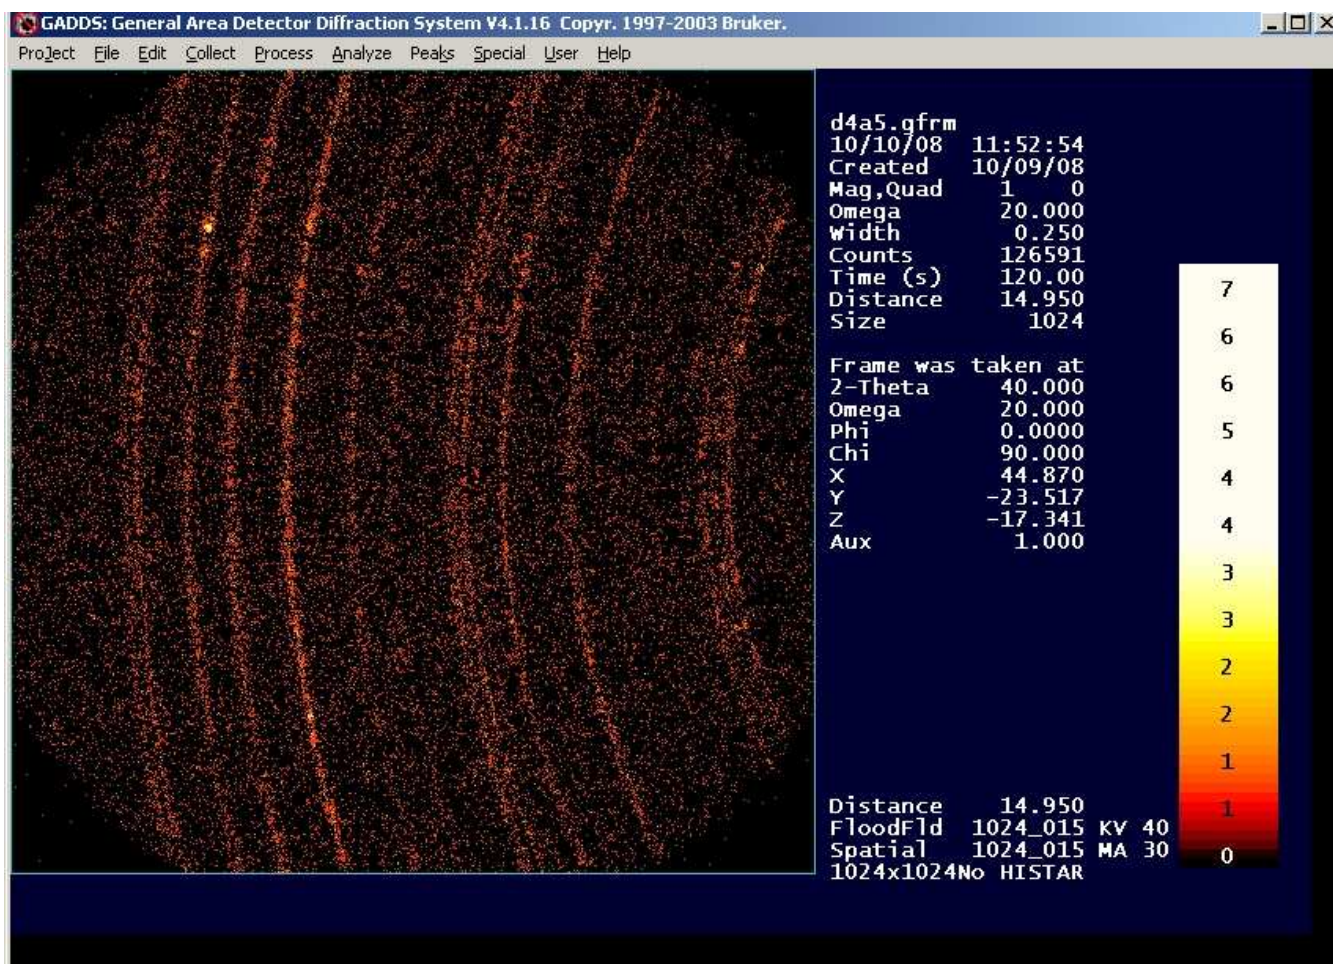 GADDS: General Area Detector Diffraction System V4.1.16 Copyr. 1997-2003 Bruker.
Project File Edit Collect Process Analyze Peaks Special User Help
d4a5.gfrm
10/10/08 11:52:54
Created 10/09/08
Mag,Quad 1 0
Omega 20.000
Width 0.250
Counts 126591
Time (s) 120.00
Distance 14.950
Size 1024
Frame was taken at
2-Theta 40.000
Omega 20.000
Phi 0.0000
Chi 90.000
X 44.870
Y -23.517
Z -17.341
Aux 1.000
Distance 14.950
FloodFld 1024_015 KV 40
Spatial 1024_015 MA 30
1024x1024No HISTAR
7
6
6
5
4
4
3
3
2
2
1
1
0